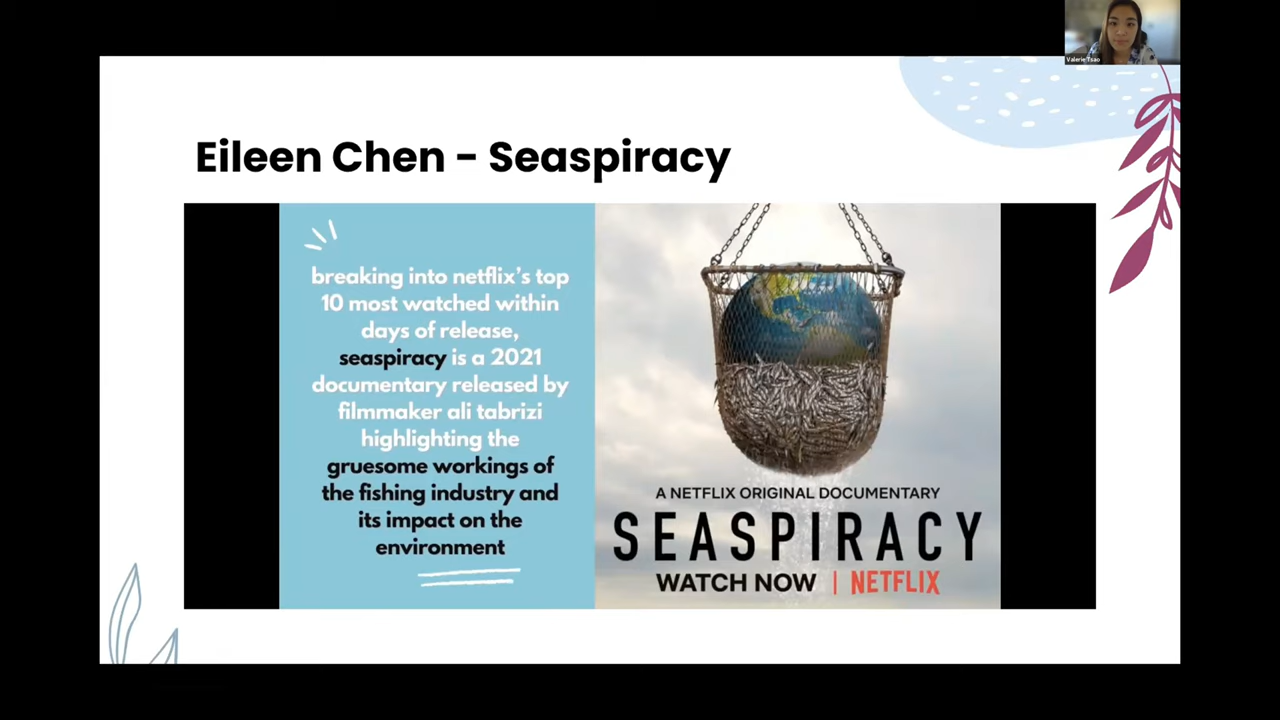 Valerie Tsao
Eileen Chen - Seaspiracy
breaking into netflix's top
10 most watched within
days of release,
seaspiracy is a 2021
documentary released by
filmmaker ali tabrizi
highlighting the
gruesome workings of
the fishing industry and
its impact on the
environment
A NETFLIX ORIGINAL DOCUMENTARY
SEASPIRACY
WATCH NOW | NETFLIX